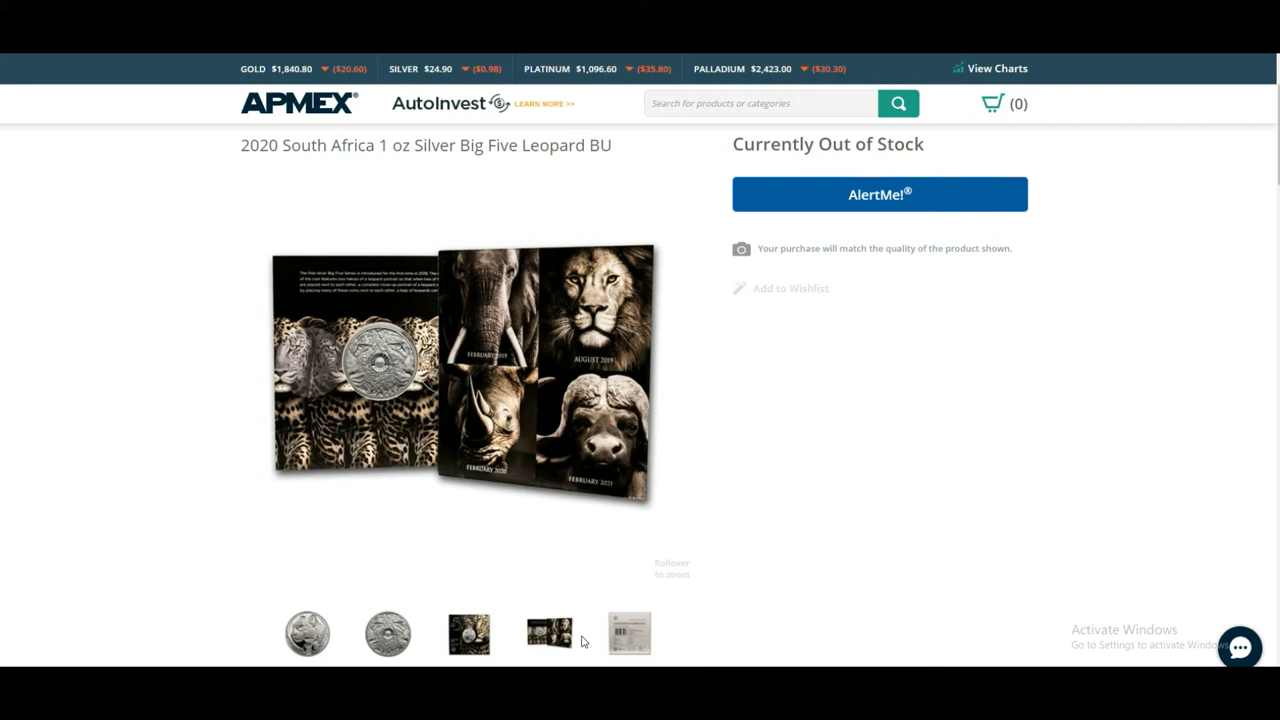 GOLD $1,840.80 ($20.60) SILVER $24.90 ($0.98) PLATINUM $1,096.60 ($35.80) PALLADIUM $2,423.00 ($30.30) View Charts
APMEX® AutoInvest LEARN MORE >> Search for products or categories (0)
2020 South Africa 1 oz Silver Big Five Leopard BU
Currently Out of Stock
AlertMe!®
Your purchase will match the quality of the product shown.
Add to Wishlist
FEBRUARY 2019
AUGUST 2019
FEBRUARY 2020
FEBRUARY 2021
Rollover
to zoom
Activate Windows
Go to Settings to activate Windows.